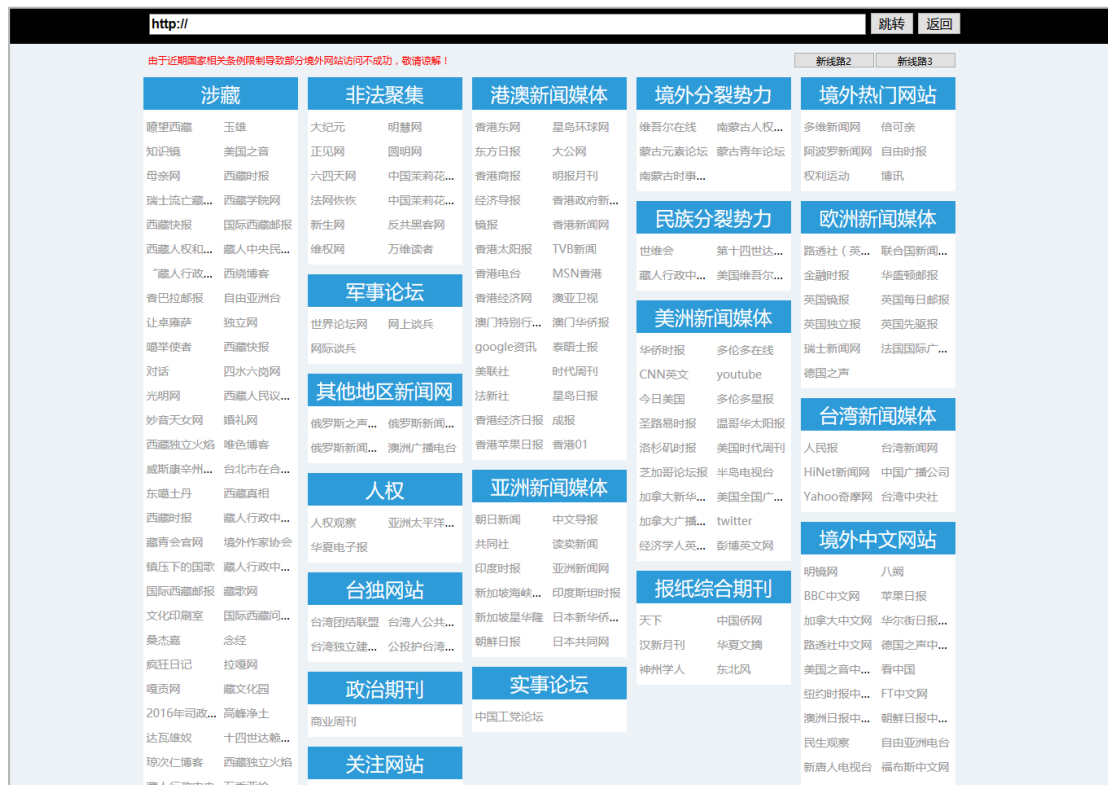 http://
跳转 返回
由于近期国家相关条例限制导致部分境外网站访问不成功，敬请谅解！
新线路2 新线路3
涉藏
瞭望西藏 玉雄
知识镜 美国之音
母亲网 西藏时报
瑞士流亡藏... 西藏学院网
西藏快报 国际西藏邮报
西藏人权和... 藏人中央民...
“藏人行政... 西绕博客
香巴拉邮报 自由亚洲台
让卓雍萨 独立网
噶举使者 西藏快报
对话 四水六岗网
光明网 西藏人民议...
妙音天女网 婚礼网
西藏独立火焰 唯色博客
威斯康辛州... 台北市在合...
东噶土丹 西藏真相
西藏时报 藏人行政中...
藏青会官网 境外作家协会
镇压下的国歌 藏人行政中...
国际西藏邮报 藏歌网
文化印刷室 国际西藏问...
桑杰嘉 念经
疯狂日记 拉嘎网
嘎贡网 藏文化园
2016年司政... 高峰净土
达瓦雄奴 十四世达赖...
琼次仁博客 西藏独立火焰
非法聚集
大纪元 明慧网
正见网 圆明网
六四天网 中国茉莉花...
法网恢恢 中国茉莉花...
新生网 反共黑客网
维权网 万维读者
军事论坛
世界论坛网 网上谈兵
网际谈兵
其他地区新闻网
俄罗斯之声... 俄罗斯新闻...
俄罗斯新闻... 澳洲广播电台
人权
人权观察 亚洲太平洋...
华夏电子报
台独网站
台湾团结联盟 台湾人公共...
台湾独立建... 公投护台湾...
政治期刊
商业周刊
关注网站
港澳新闻媒体
香港东网 星岛环球网
东方日报 大公网
香港商报 明报月刊
经济导报 香港政府新...
镜报 香港新闻网
香港太阳报 TVB新闻
香港电台 MSN香港
香港经济网 澳亚卫视
澳门特别行... 澳门华侨报
google资讯 泰晤士报
美联社 时代周刊
法新社 星岛日报
香港经济日报 成报
香港苹果日报 香港01
亚洲新闻媒体
朝日新闻 中文导报
共同社 读卖新闻
印度时报 亚洲新闻网
新加坡海峡... 印度斯坦时报
新加坡星华隆 日本新华侨...
朝鲜日报 日本共同网
实事论坛
中国工党论坛
境外分裂势力
维吾尔在线 南蒙古人权...
蒙古元素论坛 蒙古青年论坛
南蒙古时事...
民族分裂势力
世维会 第十四世达...
藏人行政中... 美国维吾尔...
美洲新闻媒体
华侨时报 多伦多在线
CNN英文 youtube
今日美国 多伦多星报
圣路易时报 温哥华太阳报
洛杉矶时报 美国时代周刊
芝加哥论坛报 半岛电视台
加拿大新华... 美国全国广...
加拿大广播... twitter
经济学人英... 彭博英文网
报纸综合期刊
天下 中国侨网
汉新月刊 华夏文摘
神州学人 东北风
境外热门网站
多维新闻网 倍可亲
阿波罗新闻网 自由时报
权利运动 博讯
欧洲新闻媒体
路透社（英... 联合国新闻...
金融时报 华盛顿邮报
英国镜报 英国每日邮报
英国独立报 英国先驱报
瑞士新闻网 法国国际广...
德国之声
台湾新闻媒体
人民报 台湾新闻网
HiNet新闻网 中国广播公司
Yahoo奇摩网 台湾中央社
境外中文网站
明镜网 八阙
BBC中文网 苹果日报
加拿大中文网 华尔街日报...
路透社中文网 德国之声中...
美国之音中... 看中国
纽约时报中... FT中文网
澳洲日报中... 朝鲜日报中...
民生观察 自由亚洲电台
新唐人电视台 福布斯中文网